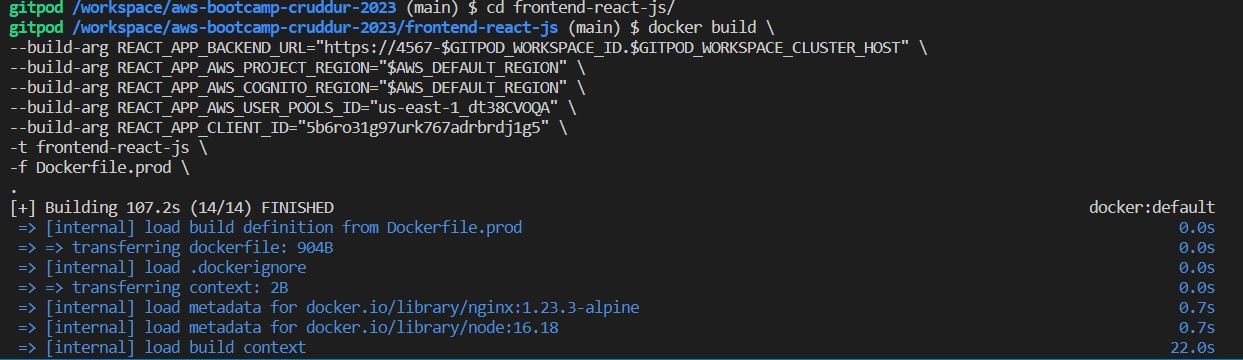 gitpod /workspace/aws-bootcamp-cruddur-2023 (main) $ cd frontend-react-js/
gitpod /workspace/aws-bootcamp-cruddur-2023/frontend-react-js (main) $ docker build \
--build-arg REACT_APP_BACKEND_URL="https://4567-$GITPOD_WORKSPACE_ID.$GITPOD_WORKSPACE_CLUSTER_HOST" \
--build-arg REACT_APP_AWS_PROJECT_REGION="$AWS_DEFAULT_REGION" \
--build-arg REACT_APP_AWS_COGNITO_REGION="$AWS_DEFAULT_REGION" \
--build-arg REACT_APP_AWS_USER_POOLS_ID="us-east-1_dt38CVOQA" \
--build-arg REACT_APP_CLIENT_ID="5b6ro31g97urk767adrbrdj1g5" \
-t frontend-react-js \
-f Dockerfile.prod \
.
[+] Building 107.2s (14/14) FINISHED docker:default
=> [internal] load build definition from Dockerfile.prod 0.0s
=> => transferring dockerfile: 904B 0.0s
=> [internal] load .dockerignore 0.0s
=> => transferring context: 2B 0.0s
=> [internal] load metadata for docker.io/library/nginx:1.23.3-alpine 0.7s
=> [internal] load metadata for docker.io/library/node:16.18 0.7s
=> [internal] load build context 22.0s